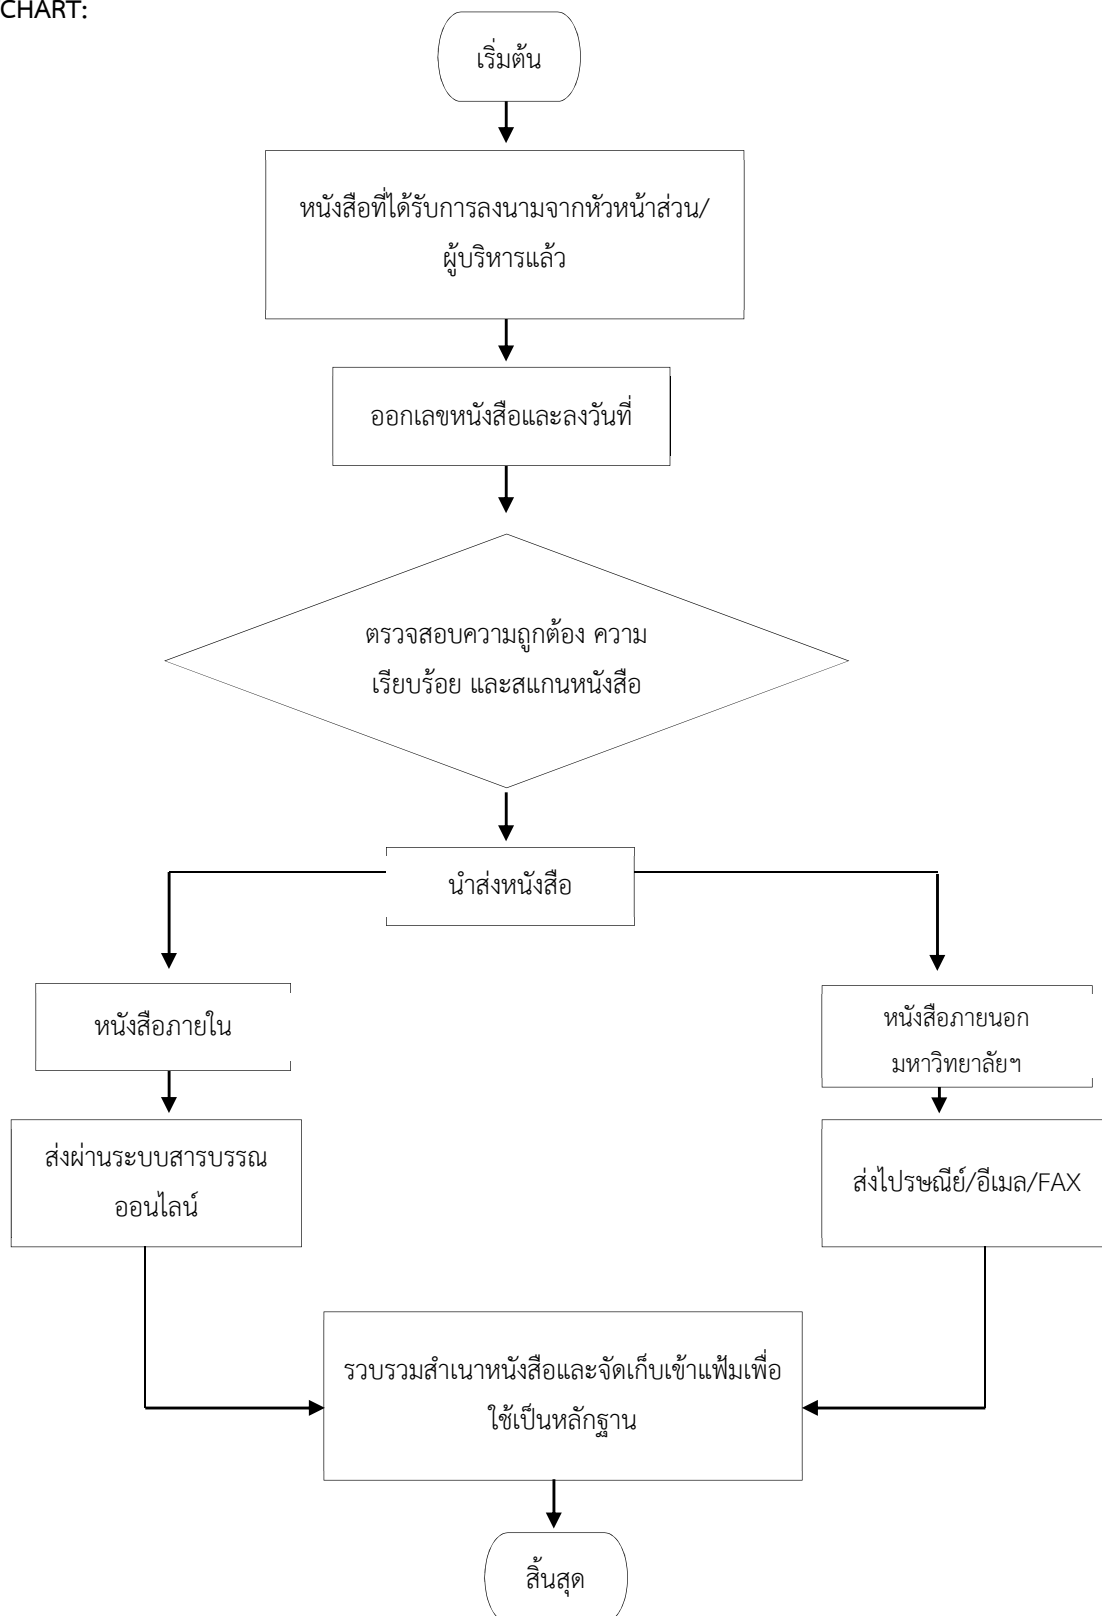 CHART:
เริ่มต้น
หนังสือที่ได้รับการลงนามจากหัวหน้าส่วน/
ผู้บริหารแล้ว
ออกเลขหนังสือและลงวันที่
ตรวจสอบความถูกต้อง ความ
เรียบร้อย และสแกนหนังสือ
นำส่งหนังสือ
หนังสือภายใน
หนังสือภายนอก
มหาวิทยาลัยฯ
ส่งผ่านระบบสารบรรณ
ออนไลน์
ส่งไปรษณีย์/อีเมล/FAX
รวบรวมสำเนาหนังสือและจัดเก็บเข้าแฟ้มเพื่อ
ใช้เป็นหลักฐาน
สิ้นสุด